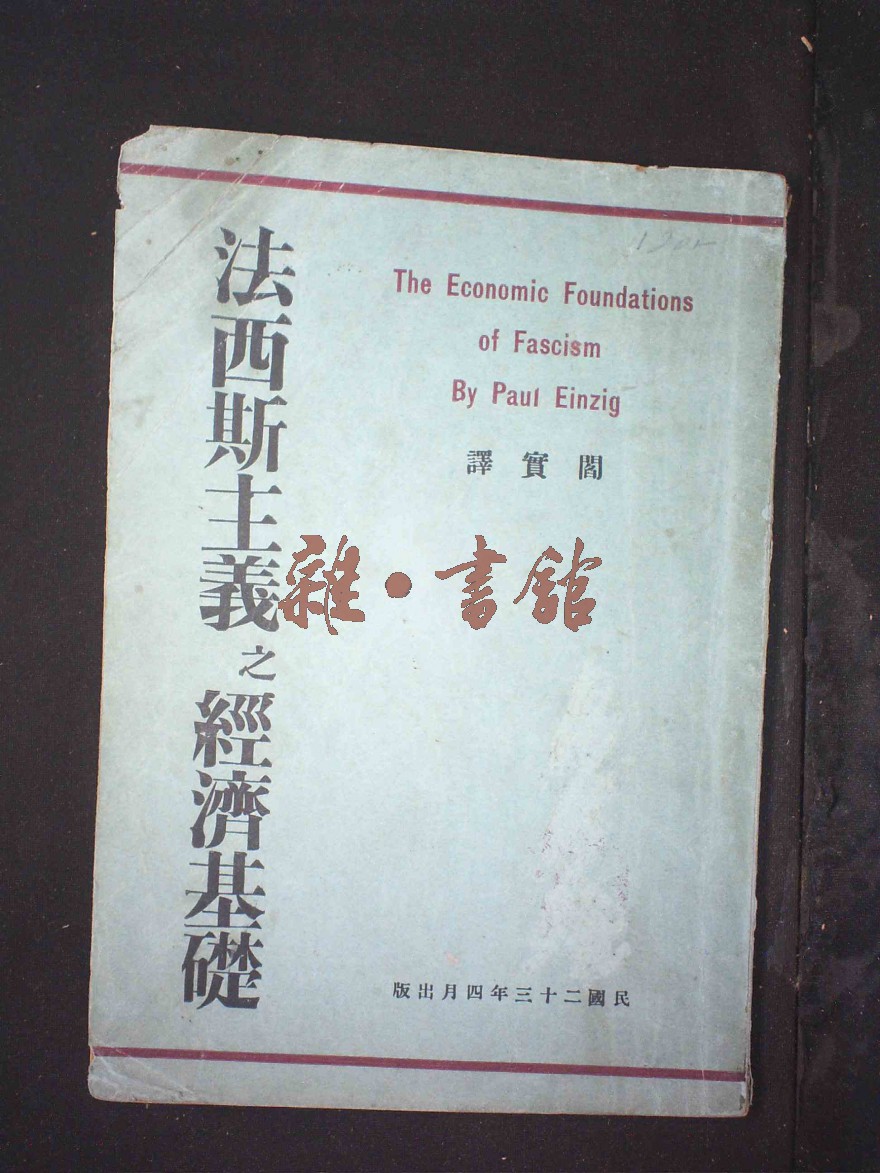 法西斯主義之經濟基礎
The Economic Foundations
of Fascism
By Paul Einzig
閻實譯
雜·書館
民國二十三年四月出版